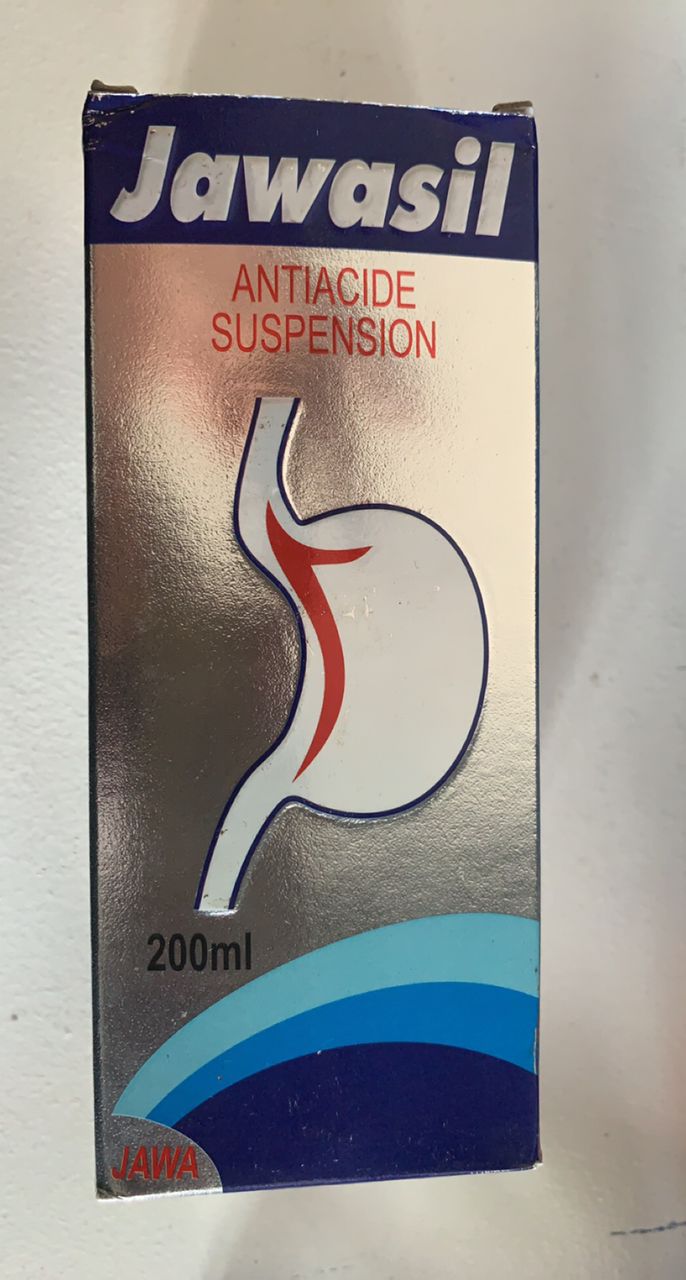 Jawasil
ANTIACIDE
SUSPENSION
200ml
JAWA